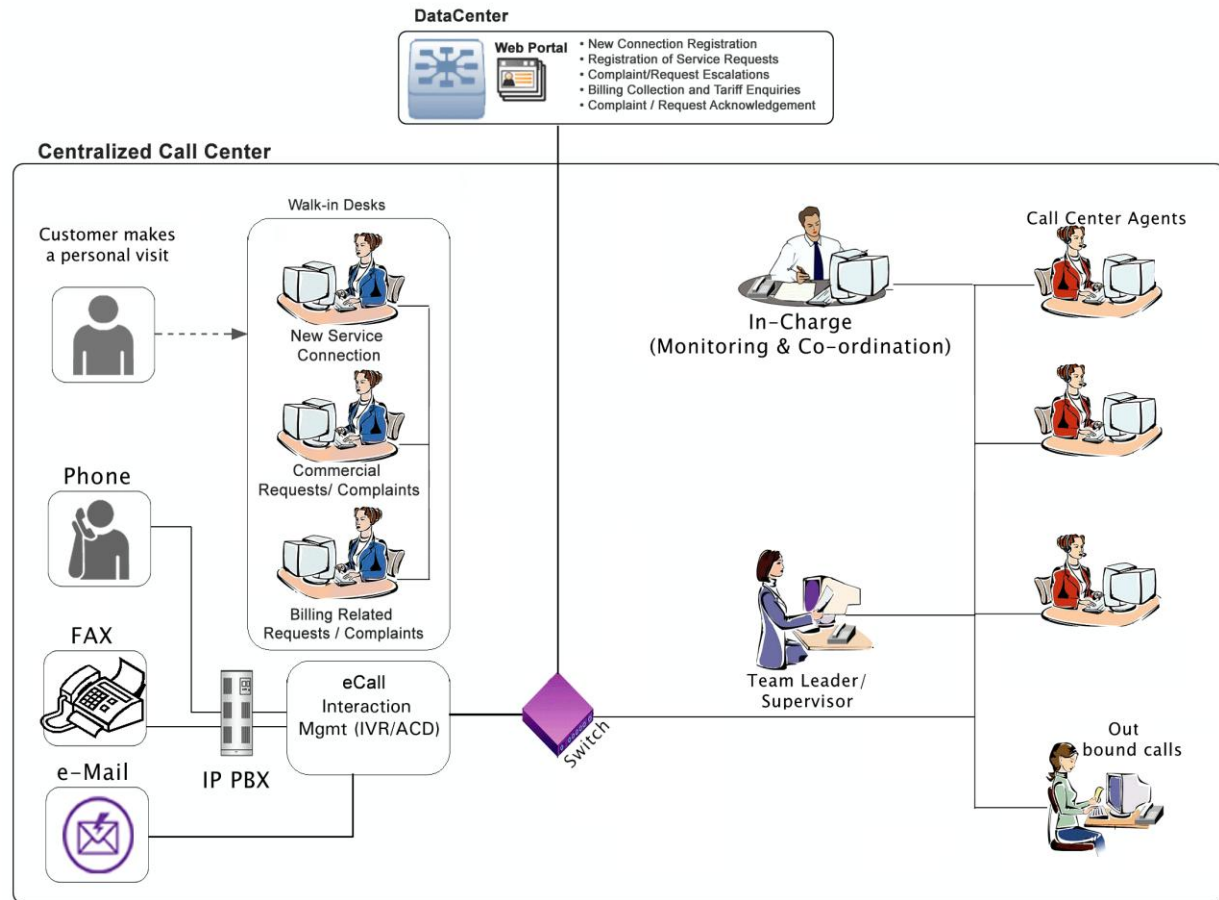 DataCenter
Web Portal
• New Connection Registration
• Registration of Service Requests
• Complaint/Request Escalations
• Billing Collection and Tariff Enquiries
• Complaint / Request Acknowledgement
Centralized Call Center
Customer makes
a personal visit
Walk-in Desks
New Service
Connection
Commercial
Requests/ Complaints
Billing Related
Requests / Complaints
Phone
FAX
e-Mail
IP PBX
eCall
Interaction
Mgmt (IVR/ACD)
Switch
In-Charge
(Monitoring & Co-ordination)
Team Leader/
Supervisor
Call Center Agents
Out
bound calls